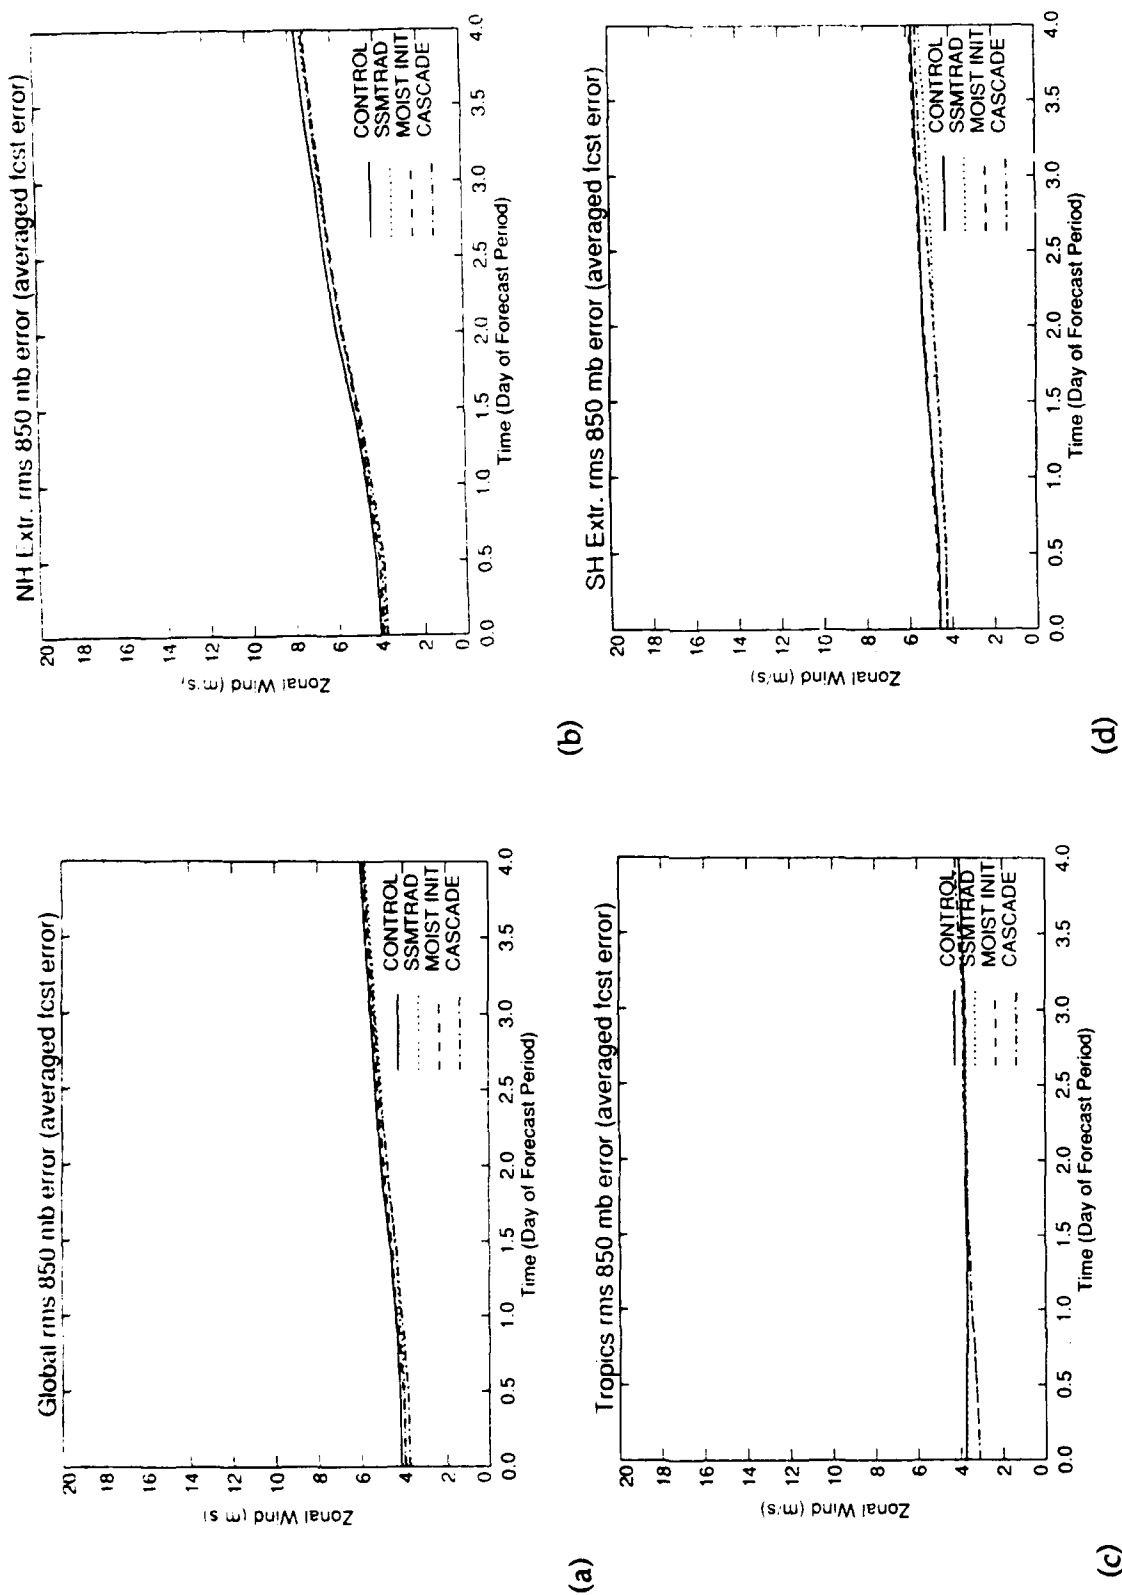 (a)
Global rms 850 mb error (averaged fcst error)
Zonal Wind (m s)
20
18
16
14
12
10
8
6
4
2
0
0.0 0.5 1.0 1.5 2.0 2.5 3.0 3.5 4.0
Time (Day of Forecast Period)
CONTROL
SSMTRAD
MOIST INIT
CASCADE
(b)
NH Extr. rms 850 mb error (averaged fcst error)
Zonal Wind (m/s)
20
18
16
14
12
10
8
6
4
2
0
0.0 0.5 1.0 1.5 2.0 2.5 3.0 3.5 4.0
Time (Day of Forecast Period)
CONTROL
SSMTRAD
MOIST INIT
CASCADE
(c)
Tropics rms 850 mb error (averaged fcst error)
Zonal Wind (m/s)
20
18
16
14
12
10
8
6
4
2
0
0.0 0.5 1.0 1.5 2.0 2.5 3.0 3.5 4.0
Time (Day of Forecast Period)
CONTROL
SSMTRAD
MOIST INIT
CASCADE
(d)
SH Extr. rms 850 mb error (averaged fcst error)
Zonal Wind (m/s)
20
18
16
14
12
10
8
6
4
2
0
0.0 0.5 1.0 1.5 2.0 2.5 3.0 3.5 4.0
Time (Day of Forecast Period)
CONTROL
SSMTRAD
MOIST INIT
CASCADE